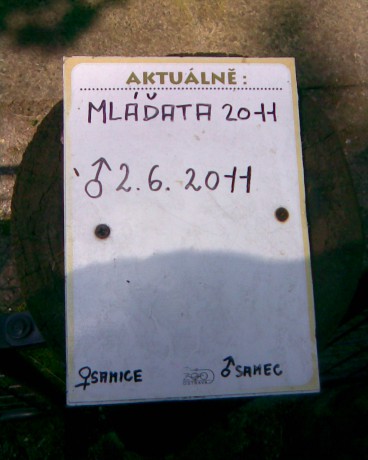 AKTUÁLNĚ:
MLÁĎATA 2011
♂ 2.6. 2011
♀SAMICE ♂SAMEC